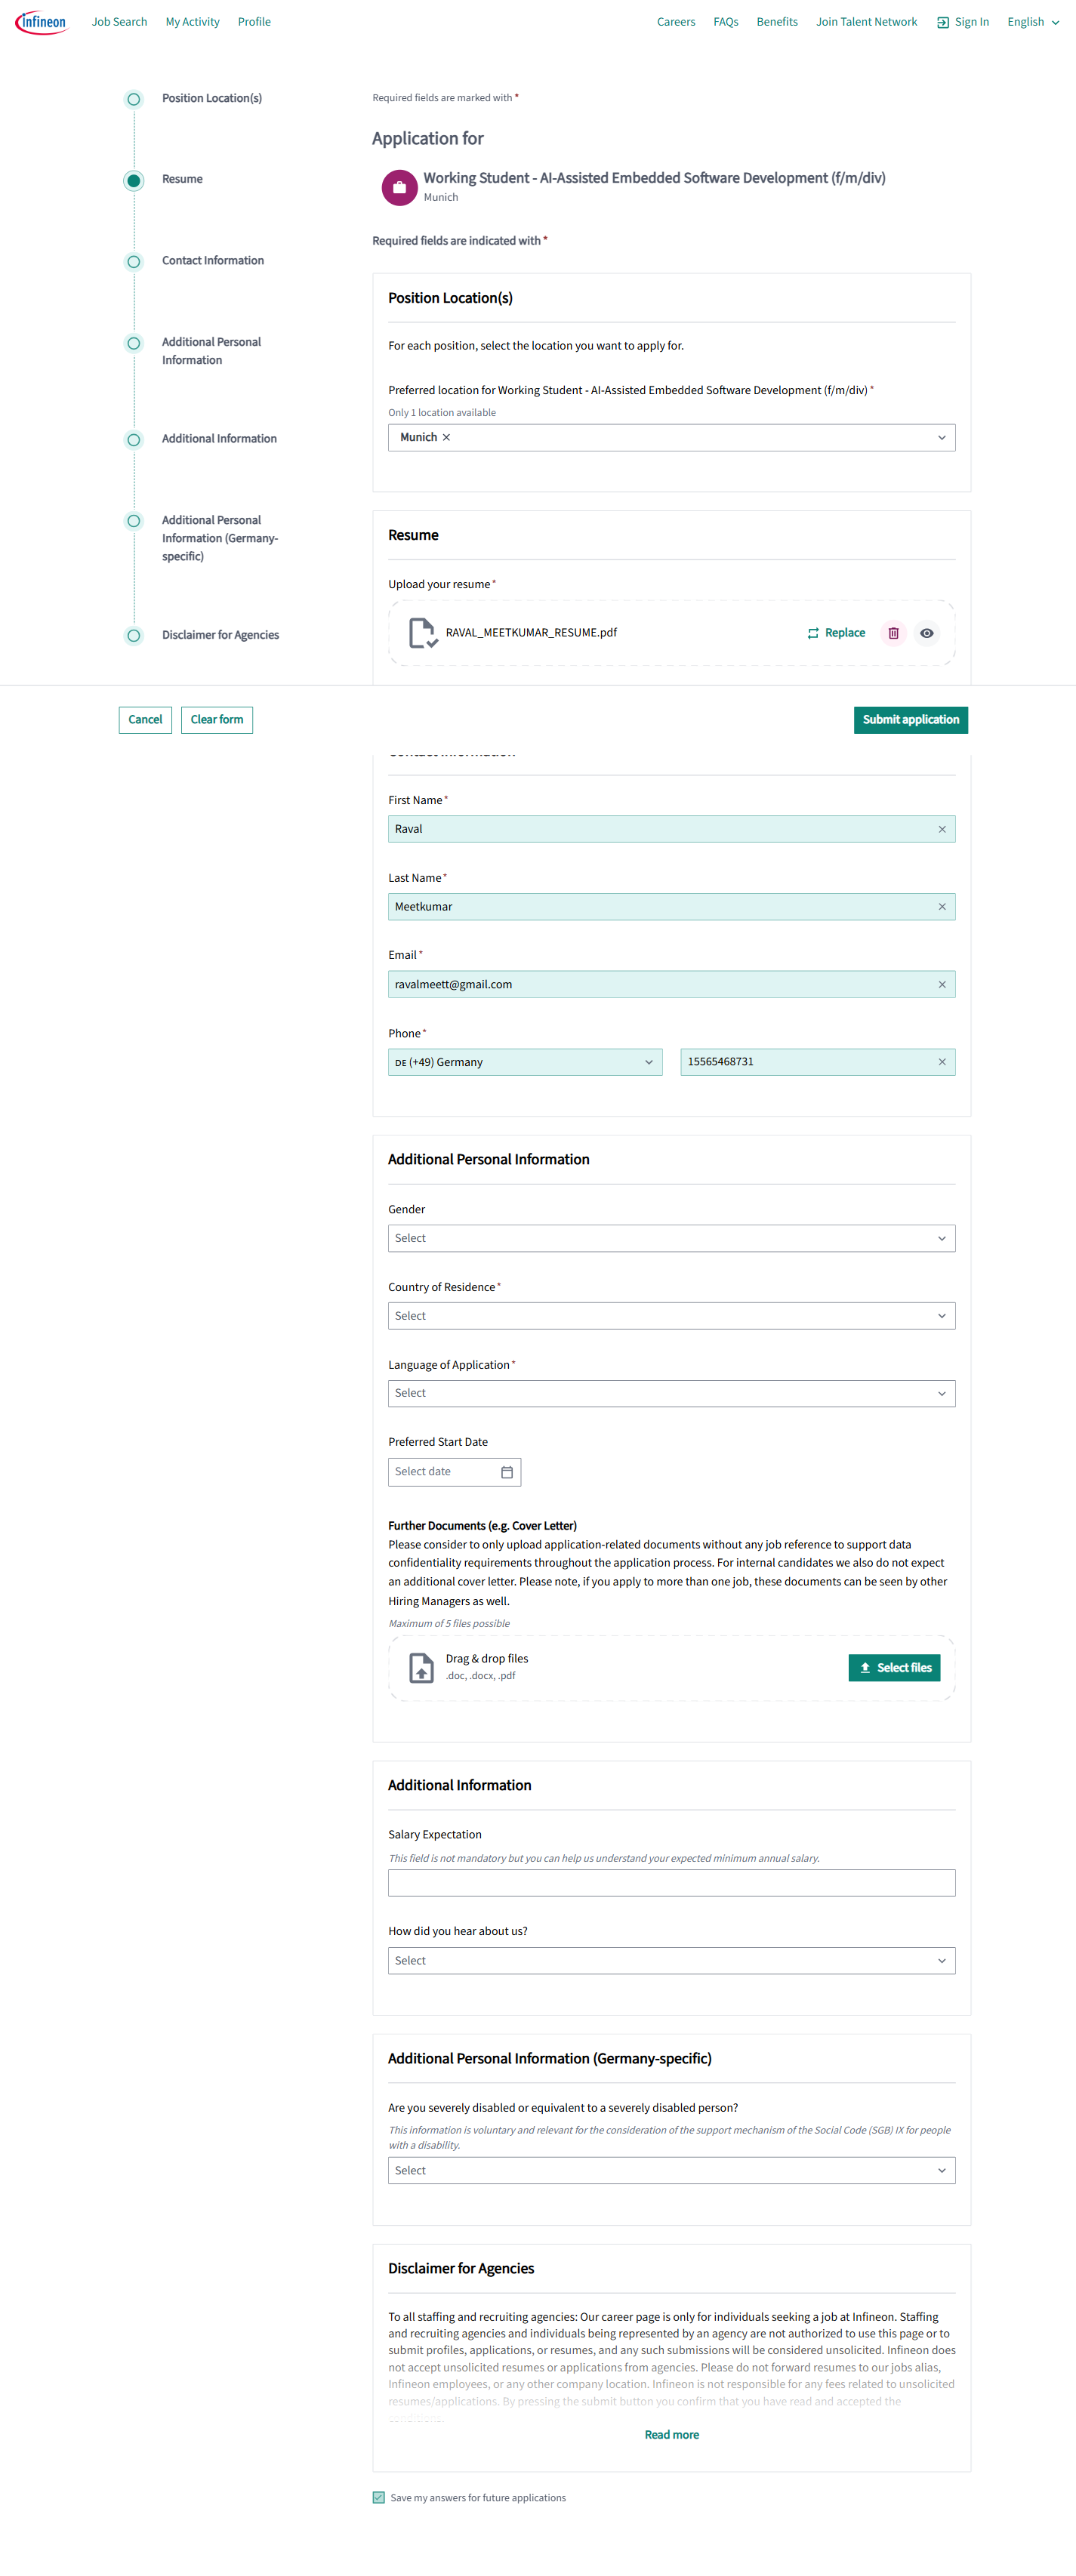 infineon
Job Search
My Activity
Profile
Careers
FAQs
Benefits
Join Talent Network
Sign In
English
Position Location(s)
Resume
Contact Information
Additional Personal
Information
Additional Information
Additional Personal
Information (Germany-
specific)
Disclaimer for Agencies
Required fields are marked with *
Application for
Working Student - AI-Assisted Embedded Software Development (f/m/div)
Munich
Required fields are indicated with *
Position Location(s)
For each position, select the location you want to apply for.
Preferred location for Working Student - AI-Assisted Embedded Software Development (f/m/div) *
Only 1 location available
Munich
Resume
Upload your resume *
RAVAL_MEETKUMAR_RESUME.pdf
Replace
Cancel
Clear form
Submit application
First Name *
Raval
Last Name *
Meetkumar
Email *
ravalmeett@gmail.com
Phone *
DE (+49) Germany
15565468731
Additional Personal Information
Gender
Select
Country of Residence *
Select
Language of Application *
Select
Preferred Start Date
Select date
Further Documents (e.g. Cover Letter)
Please consider to only upload application-related documents without any job reference to support data
confidentiality requirements throughout the application process. For internal candidates we also do not expect
an additional cover letter. Please note, if you apply to more than one job, these documents can be seen by other
Hiring Managers as well.
Maximum of 5 files possible
Drag & drop files
.doc, .docx, .pdf
Select files
Additional Information
Salary Expectation
This field is not mandatory but you can help us understand your expected minimum annual salary.
How did you hear about us?
Select
Additional Personal Information (Germany-specific)
Are you severely disabled or equivalent to a severely disabled person?
This information is voluntary and relevant for the consideration of the support mechanism of the Social Code (SGB) IX for people
with a disability.
Select
Disclaimer for Agencies
To all staffing and recruiting agencies: Our career page is only for individuals seeking a job at Infineon. Staffing
and recruiting agencies and individuals being represented by an agency are not authorized to use this page or to
submit profiles, applications, or resumes, and any such submissions will be considered unsolicited. Infineon does
not accept unsolicited resumes or applications from agencies. Please do not forward resumes to our jobs alias,
Infineon employees, or any other company location. Infineon is not responsible for any fees related to unsolicited
resumes/applications. By pressing the submit button you confirm that you have read and accepted the
Read more
Save my answers for future applications